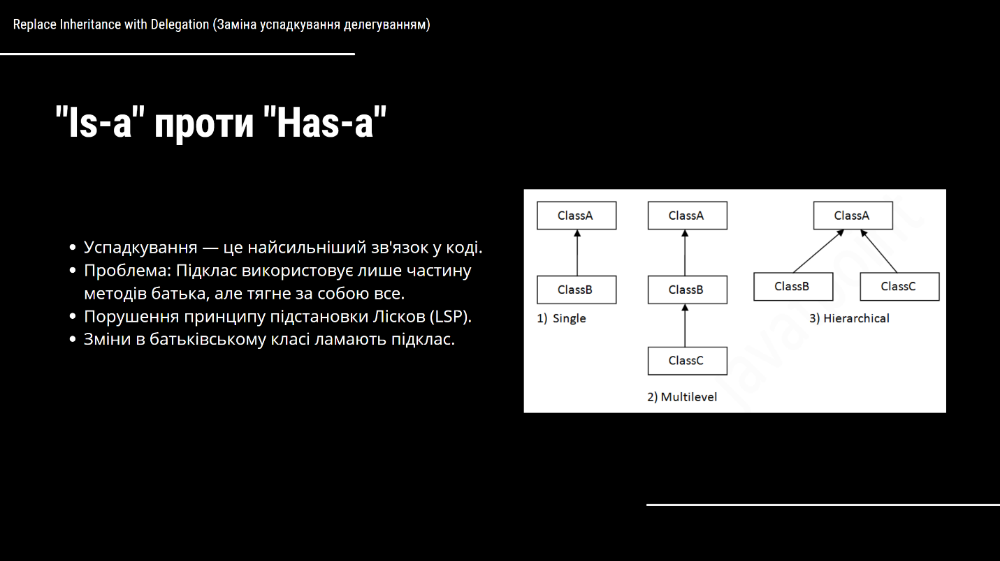 Replace Inheritance with Delegation (Заміна успадкування делегуванням)
"Is-a" проти "Has-a"
• Успадкування — це найсильніший зв'язок у коді.
• Проблема: Підклас використовує лише частину
методів батька, але тягне за собою все.
• Порушення принципу підстановки Лісков (LSP).
• Зміни в батьківському класі ламають підклас.
ClassA
ClassB
1) Single
ClassA
ClassB
ClassC
2) Multilevel
ClassA
ClassB
ClassC
3) Hierarchical